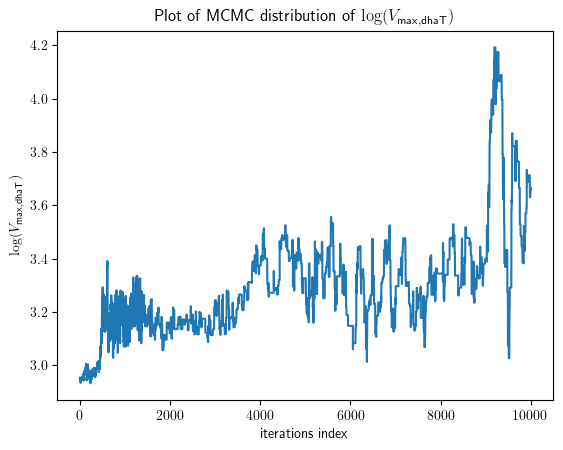 Plot of MCMC distribution of log(V_max,dhaT)
4.2
4.0
3.8
3.6
3.4
3.2
3.0
log(V_max,dhaT)
0 2000 4000 6000 8000 10000
iterations index